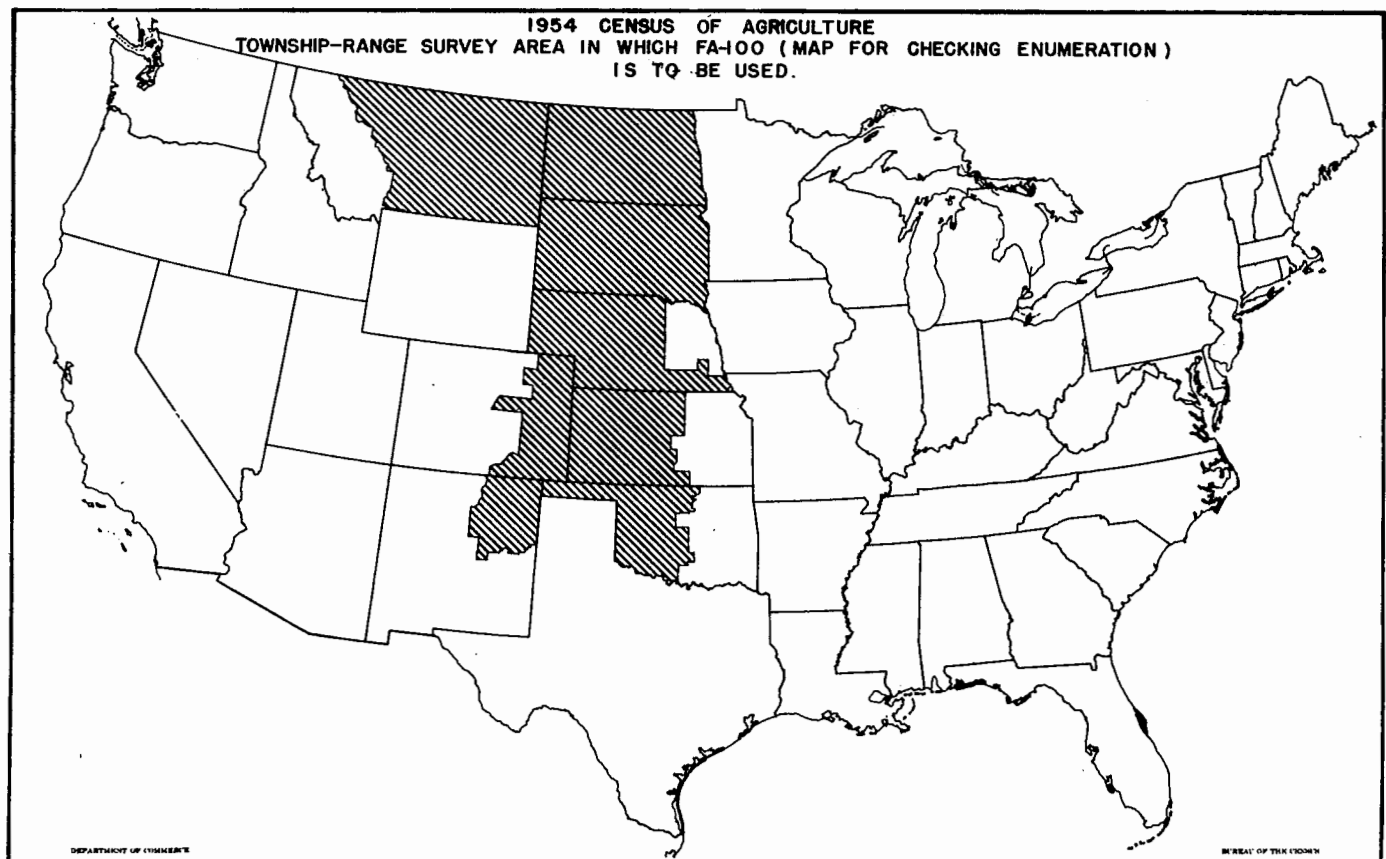 1954 CENSUS OF AGRICULTURE
TOWNSHIP-RANGE SURVEY AREA IN WHICH FA-100 ( MAP FOR CHECKING ENUMERATION )
IS TO BE USED.
DEPARTMENT OF COMMERCE
BUREAU OF THE CENSUS